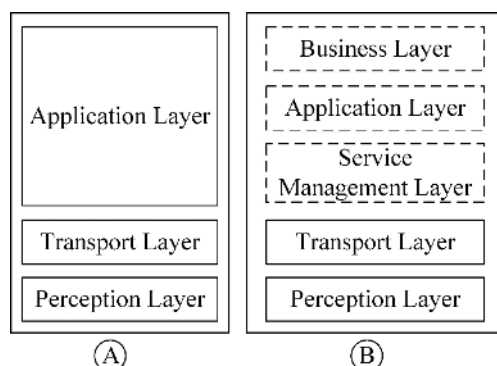 Application Layer
Transport Layer
Perception Layer
A
Business Layer
Application Layer
Service
Management Layer
Transport Layer
Perception Layer
B